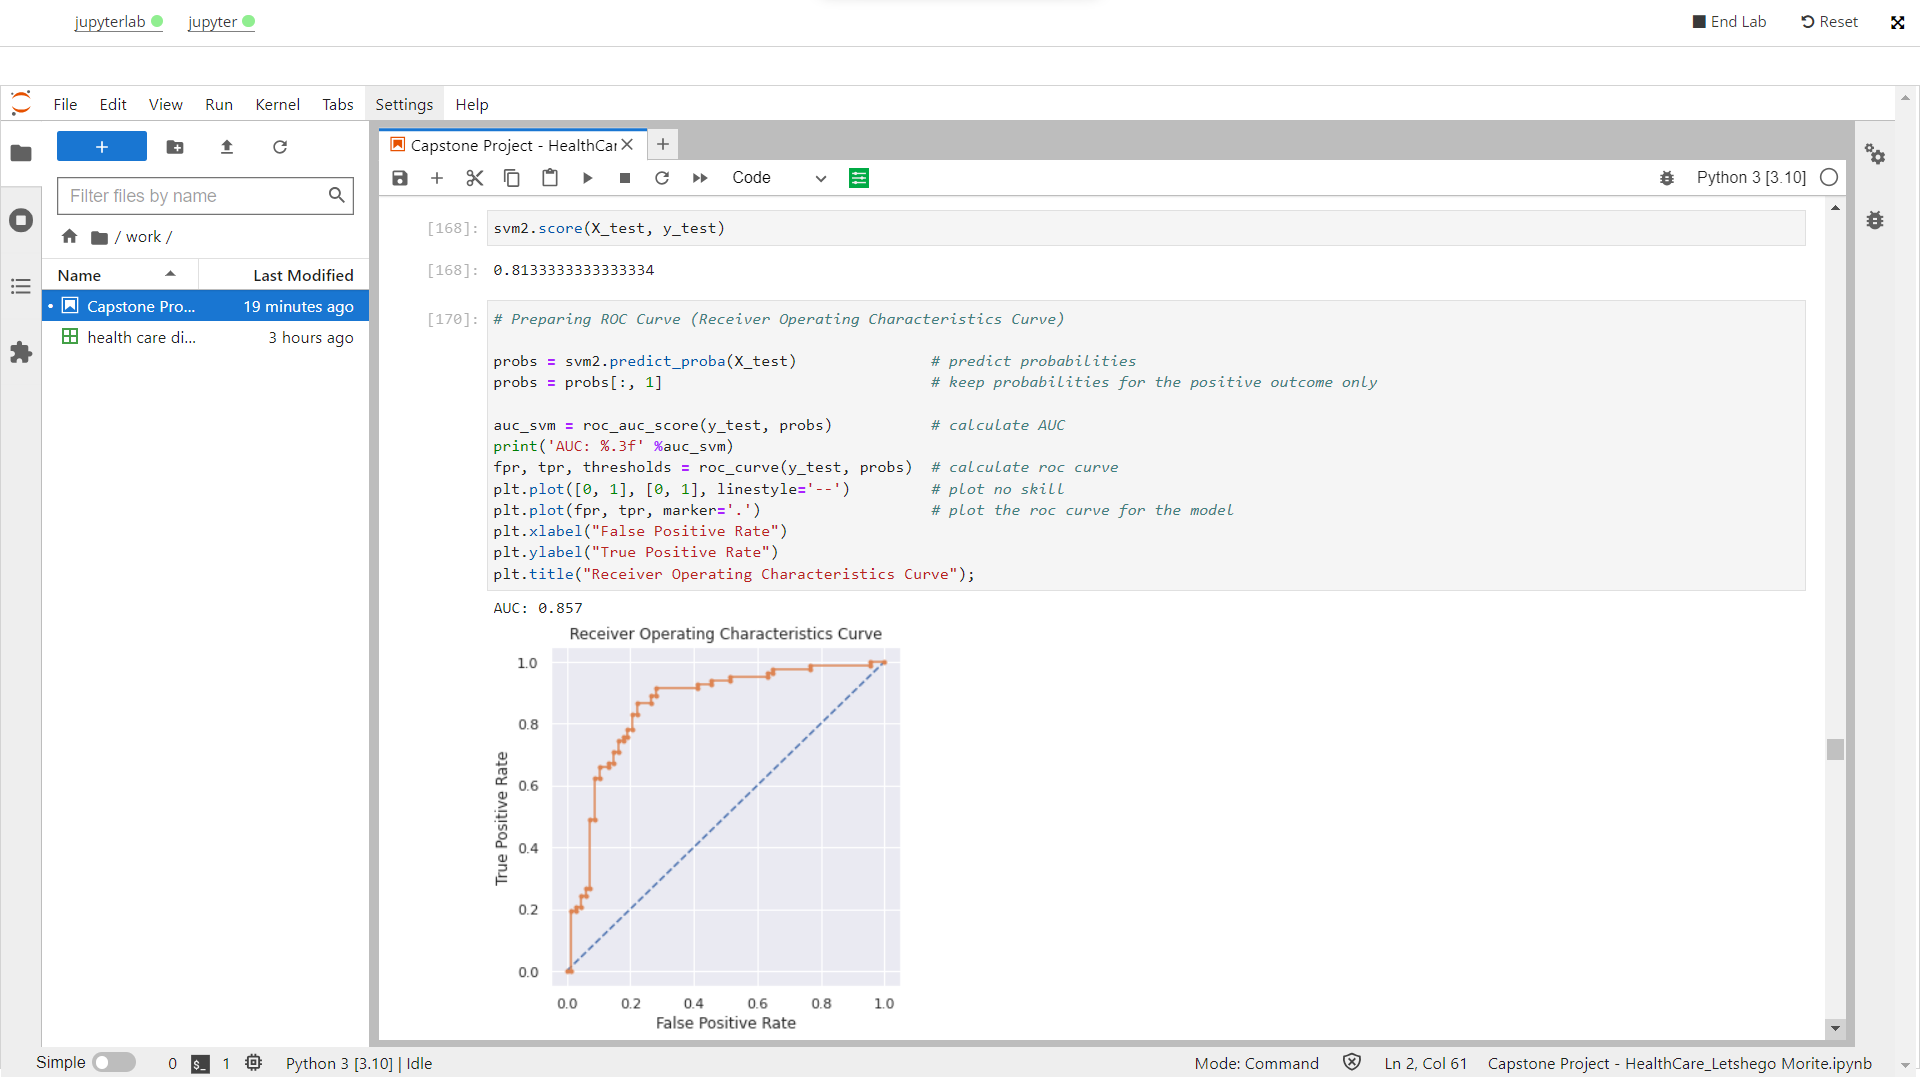 jupyterlab jupyter End Lab Reset
File Edit View Run Kernel Tabs Settings Help
+
Filter files by name
/ work /
Name Last Modified
Capstone Pro... 19 minutes ago
health care di... 3 hours ago
Capstone Project - HealthCar
Code Python 3 [3.10]
[168]: svm2.score(X_test, y_test)
[168]: 0.8133333333333334
[170]: # Preparing ROC Curve (Receiver Operating Characteristics Curve)
probs = svm2.predict_proba(X_test) # predict probabilities
probs = probs[:, 1] # keep probabilities for the positive outcome only
auc_svm = roc_auc_score(y_test, probs) # calculate AUC
print('AUC: %.3f' %auc_svm)
fpr, tpr, thresholds = roc_curve(y_test, probs) # calculate roc curve
plt.plot([0, 1], [0, 1], linestyle='--') # plot no skill
plt.plot(fpr, tpr, marker='.') # plot the roc curve for the model
plt.xlabel("False Positive Rate")
plt.ylabel("True Positive Rate")
plt.title("Receiver Operating Characteristics Curve");
AUC: 0.857
Receiver Operating Characteristics Curve
1.0
0.8
0.6
0.4
0.2
0.0
True Positive Rate
0.0 0.2 0.4 0.6 0.8 1.0
False Positive Rate
Simple 0 $_ 1 Python 3 [3.10] | Idle Mode: Command Ln 2, Col 61 Capstone Project - HealthCare_Letshego Morite.ipynb